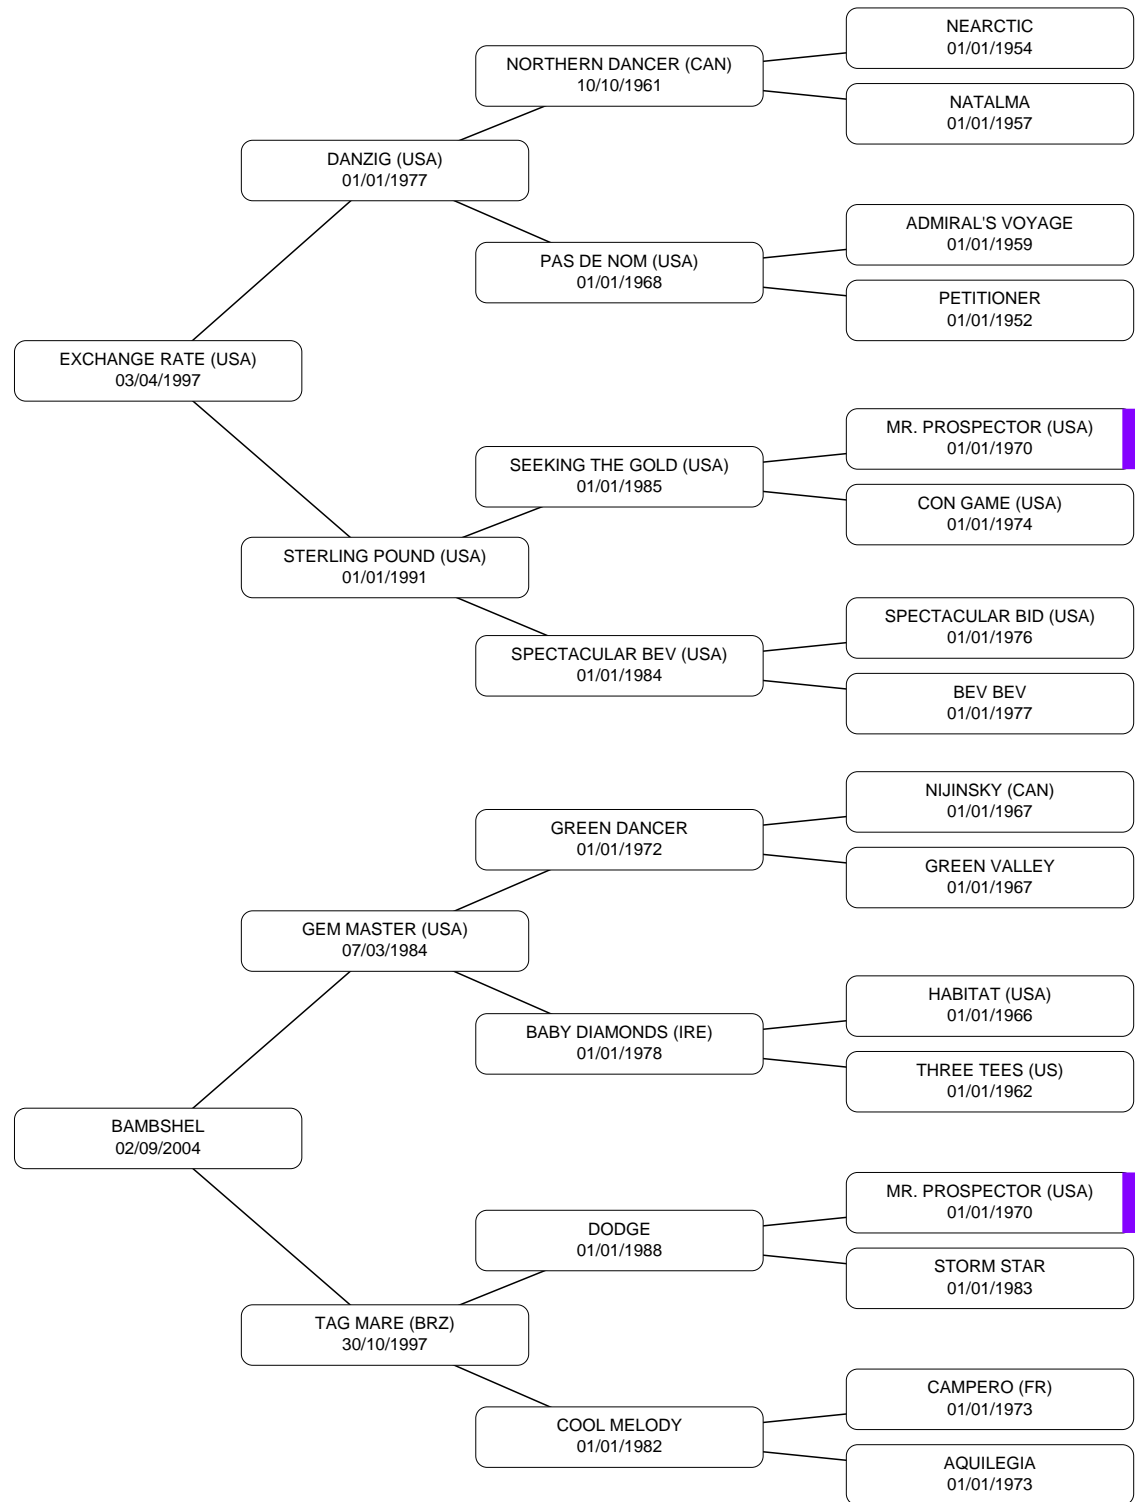 NEARCTIC
01/01/1954
NORTHERN DANCER (CAN)
10/10/1961
NATALMA
01/01/1957
DANZIG (USA)
01/01/1977
ADMIRAL'S VOYAGE
01/01/1959
PAS DE NOM (USA)
01/01/1968
PETITIONER
01/01/1952
EXCHANGE RATE (USA)
03/04/1997
MR. PROSPECTOR (USA)
01/01/1970
SEEKING THE GOLD (USA)
01/01/1985
CON GAME (USA)
01/01/1974
STERLING POUND (USA)
01/01/1991
SPECTACULAR BID (USA)
01/01/1976
SPECTACULAR BEV (USA)
01/01/1984
BEV BEV
01/01/1977
NIJINSKY (CAN)
01/01/1967
GREEN DANCER
01/01/1972
GREEN VALLEY
01/01/1967
GEM MASTER (USA)
07/03/1984
HABITAT (USA)
01/01/1966
BABY DIAMONDS (IRE)
01/01/1978
THREE TEES (US)
01/01/1962
BAMBSHEL
02/09/2004
MR. PROSPECTOR (USA)
01/01/1970
DODGE
01/01/1988
STORM STAR
01/01/1983
TAG MARE (BRZ)
30/10/1997
CAMPERO (FR)
01/01/1973
COOL MELODY
01/01/1982
AQUILEGIA
01/01/1973